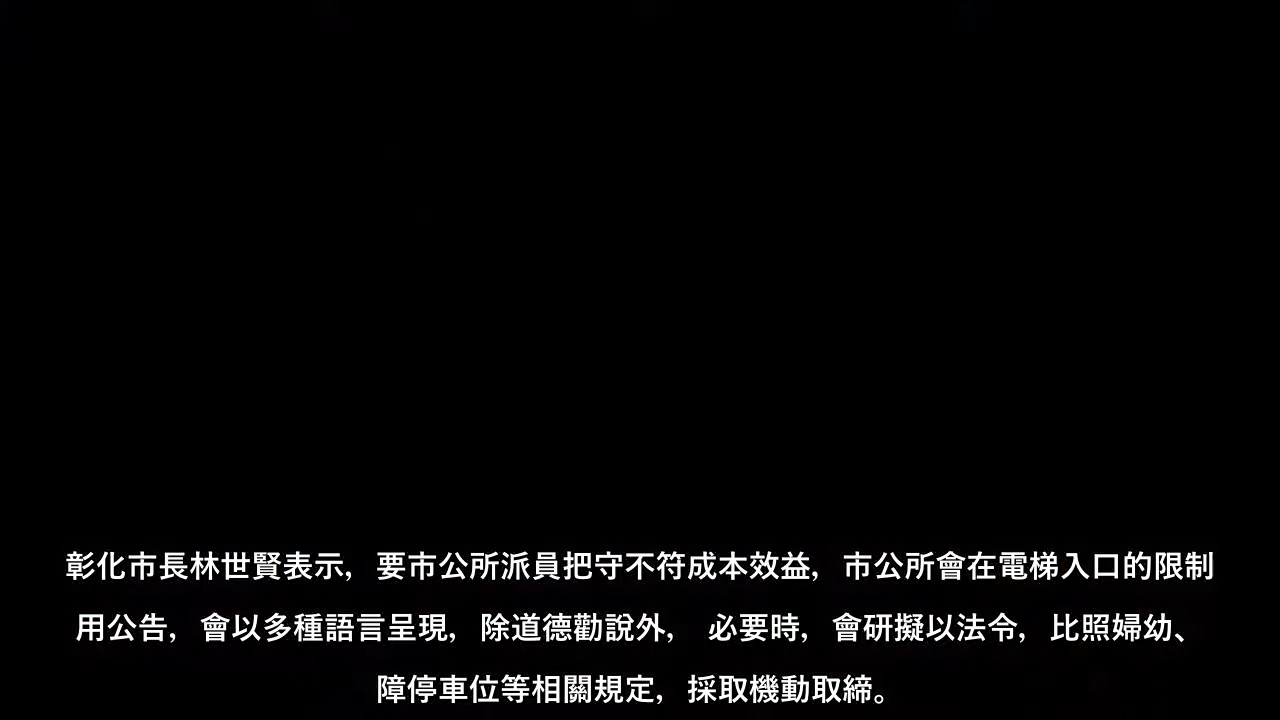 彰化市長林世賢表示，要市公所派員把守不符成本效益，市公所會在電梯入口的限制
用公告，會以多種語言呈現，除道德勸說外， 必要時，會研擬以法令，比照婦幼、
障停車位等相關規定，採取機動取締。